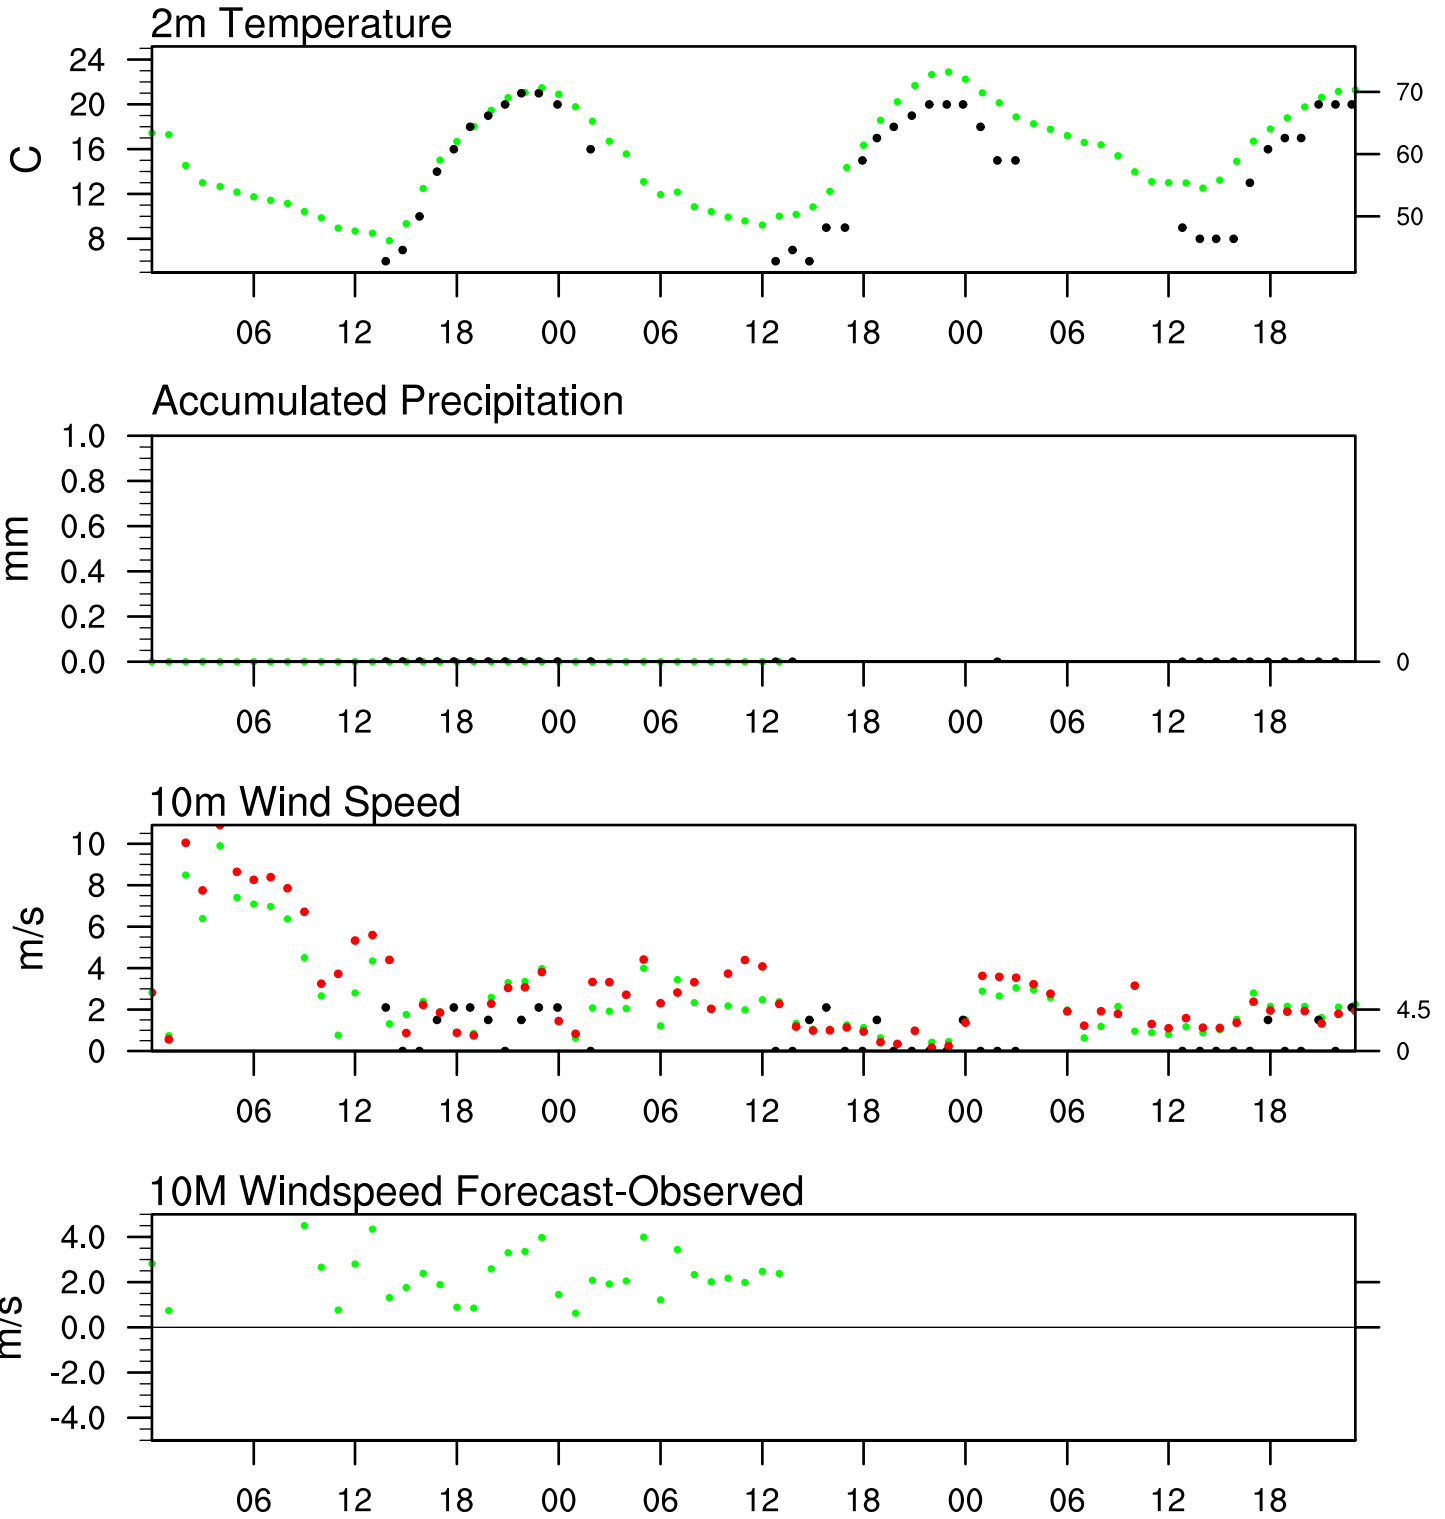 2m Temperature
24
20
16
12
8
C
70
60
50
06 12 18 00 06 12 18 00 06 12 18
Accumulated Precipitation
1.0
0.8
0.6
0.4
0.2
0.0
mm
0
06 12 18 00 06 12 18 00 06 12 18
10m Wind Speed
10
8
6
4
2
0
m/s
4.5
0
06 12 18 00 06 12 18 00 06 12 18
10M Windspeed Forecast-Observed
4.0
2.0
0.0
-2.0
-4.0
m/s
06 12 18 00 06 12 18 00 06 12 18